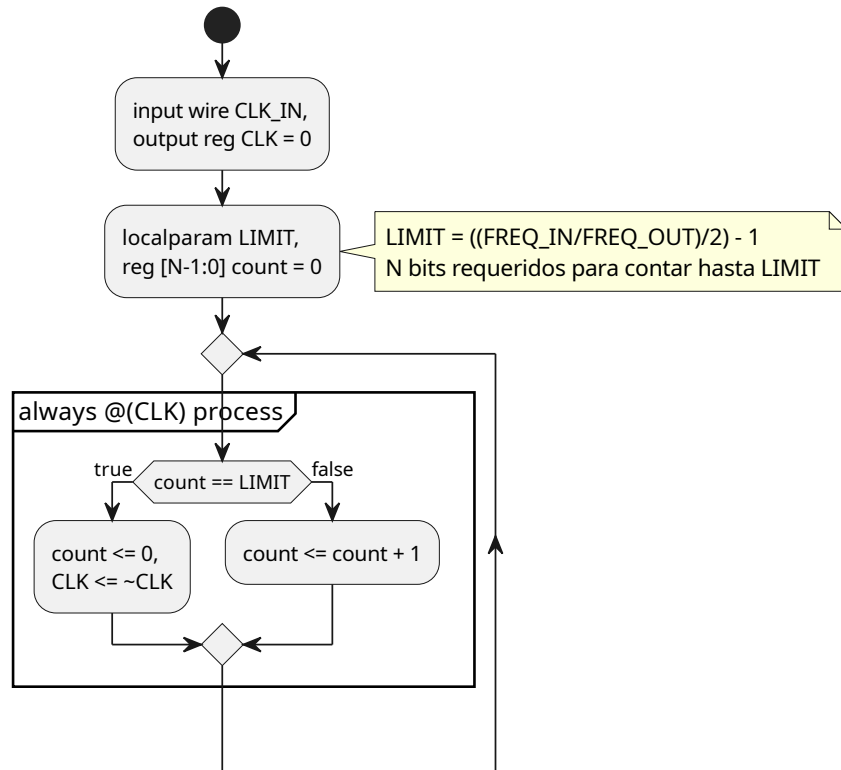 input wire CLK_IN,
output reg CLK = 0
localparam LIMIT,
reg [N-1:0] count = 0
LIMIT = ((FREQ_IN/FREQ_OUT)/2) - 1
N bits requeridos para contar hasta LIMIT
always @(CLK) process
true
count == LIMIT
false
count <= 0,
CLK <= ~CLK
count <= count + 1